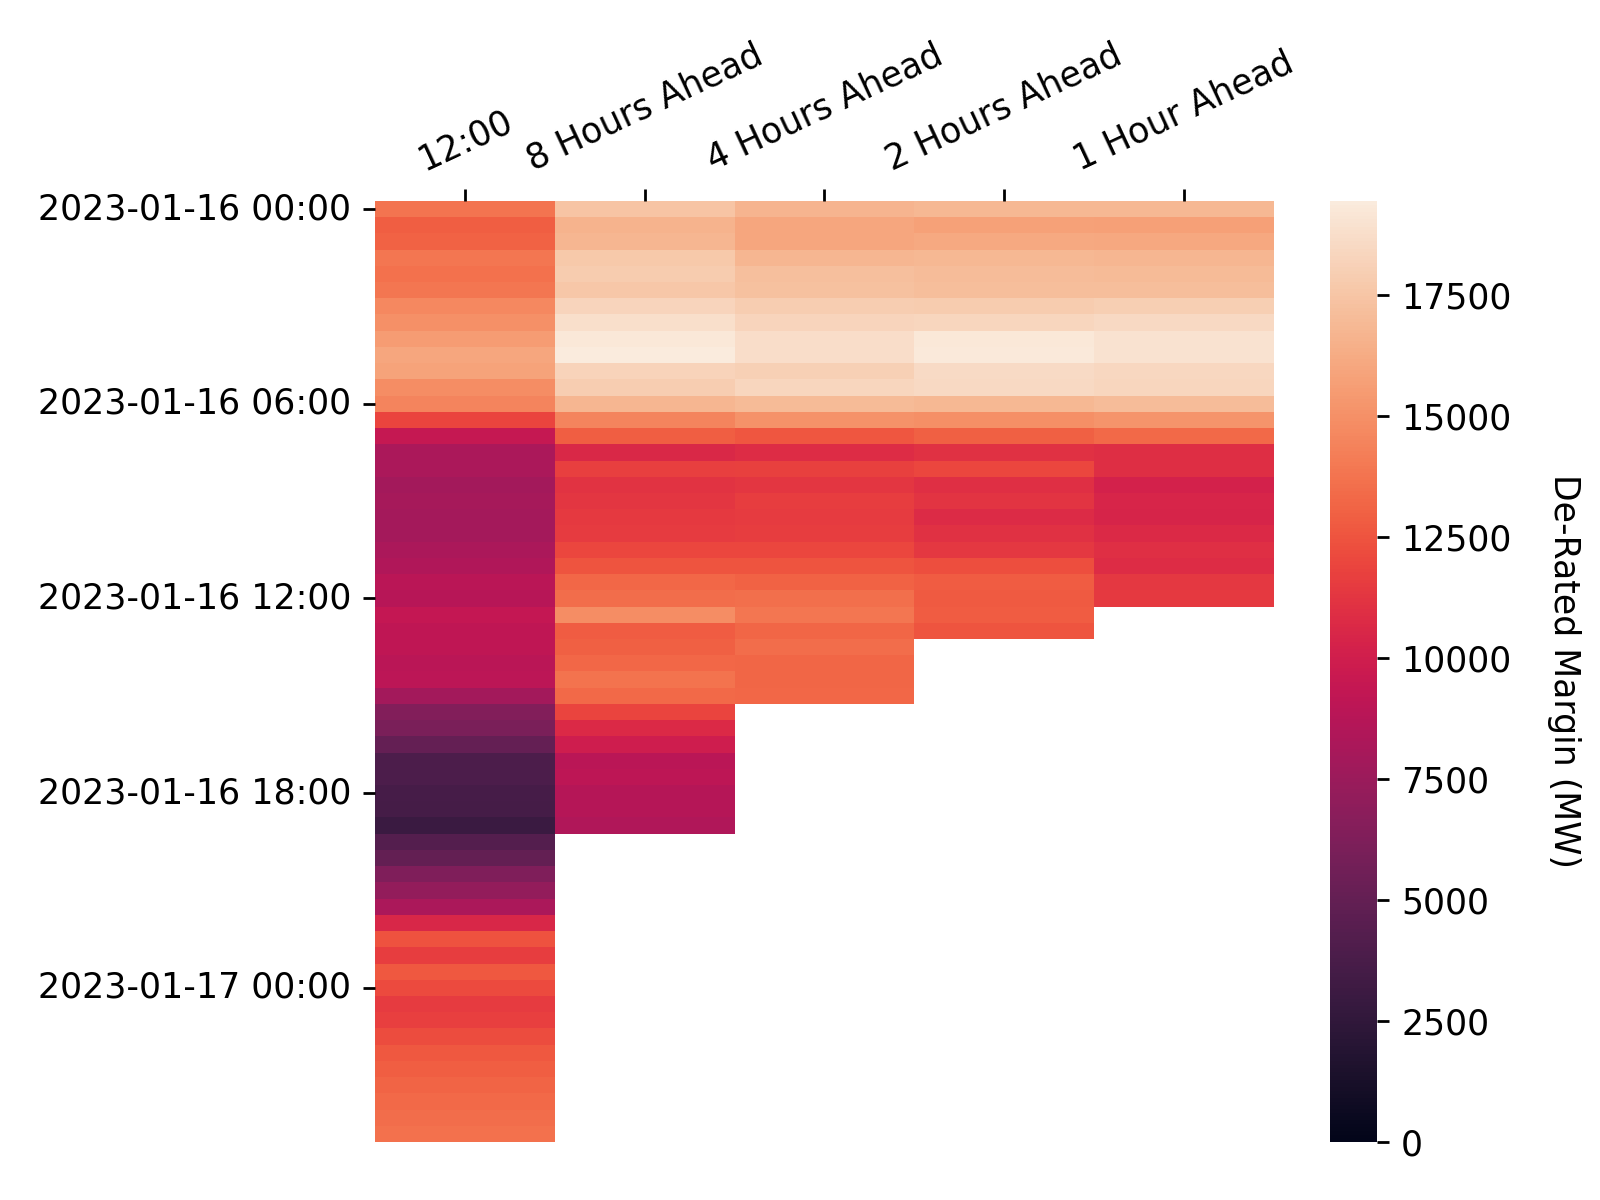 12:00
8 Hours Ahead
4 Hours Ahead
2 Hours Ahead
1 Hour Ahead
2023-01-16 00:00
2023-01-16 06:00
2023-01-16 12:00
2023-01-16 18:00
2023-01-17 00:00
17500
15000
12500
10000
7500
5000
2500
0
De-Rated Margin (MW)